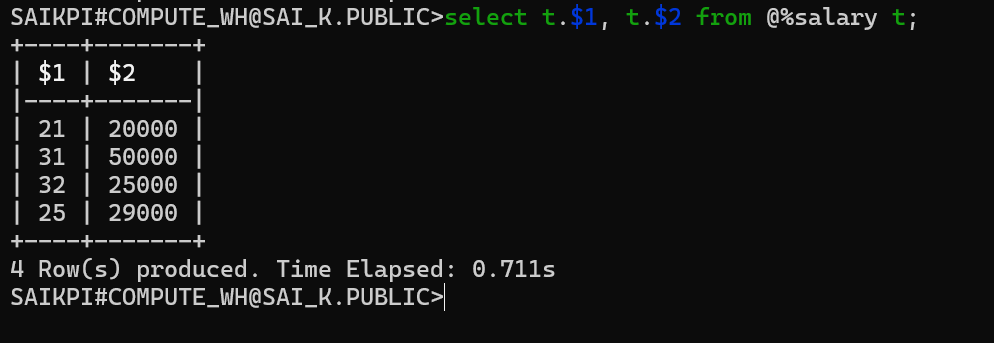 SAIKPI#COMPUTE_WH@SAI_K.PUBLIC>select t.$1, t.$2 from @%salary t;
+----+-------+
| $1 | $2    |
|----+-------|
| 21 | 20000 |
| 31 | 50000 |
| 32 | 25000 |
| 25 | 29000 |
+----+-------+
4 Row(s) produced. Time Elapsed: 0.711s
SAIKPI#COMPUTE_WH@SAI_K.PUBLIC>